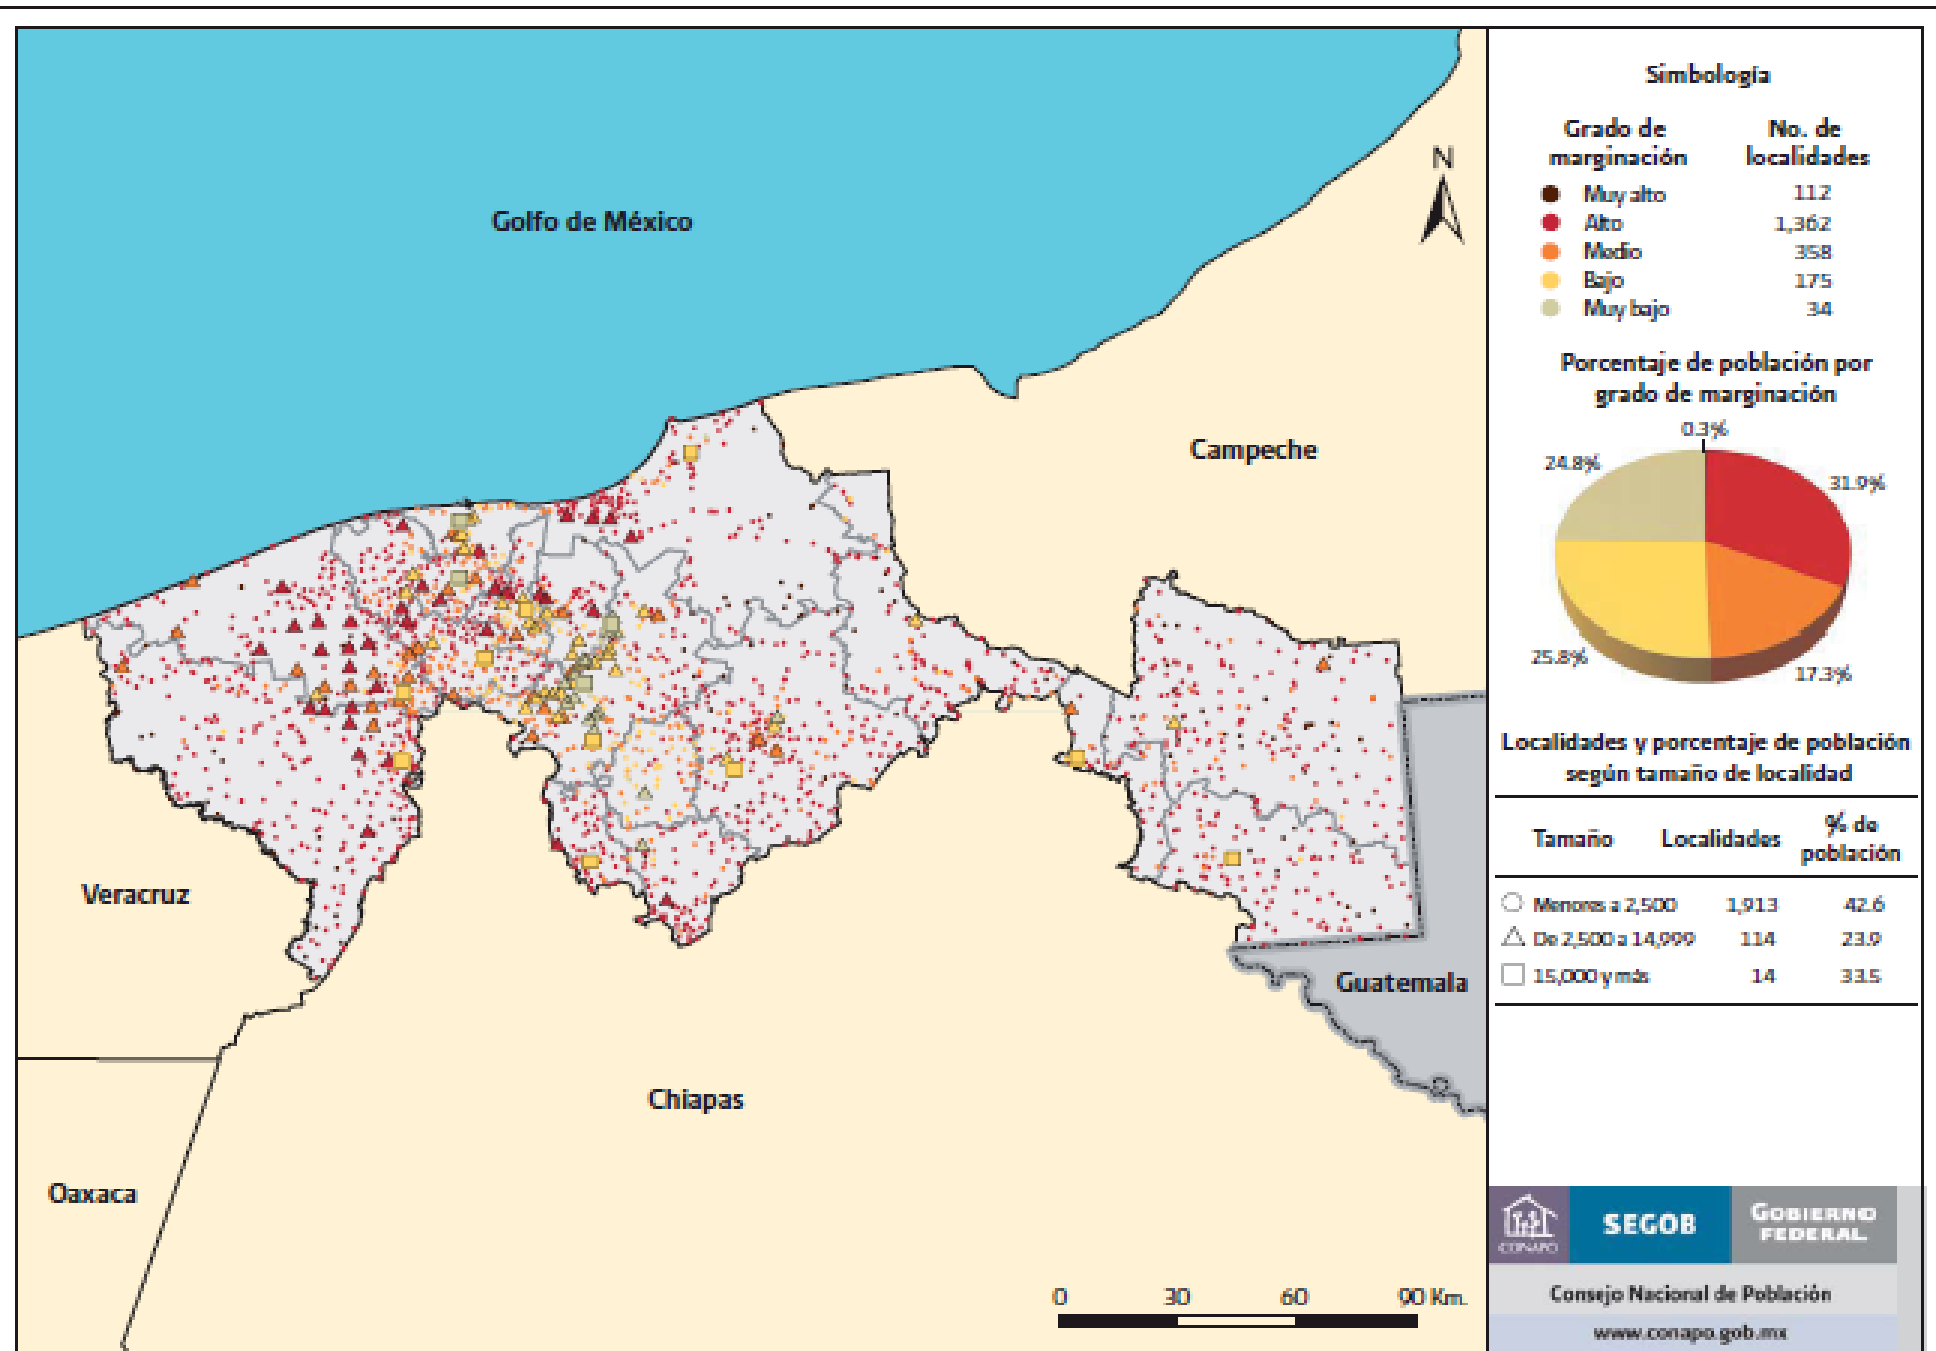 Golfo de México
N
Campeche
Veracruz
Guatemala
Chiapas
Oaxaca
0 30 60 90 Km.
Simbología
Grado de marginación No. de localidades
Muy alto 112
Alto 1,362
Medio 358
Bajo 175
Muy bajo 34
Porcentaje de población por
grado de marginación
0.3%
24.8%
31.9%
25.8%
17.3%
Localidades y porcentaje de población
según tamaño de localidad
Tamaño Localidades % de población
Menores a 2,500 1,913 42.6
De 2,500 a 14,999 114 23.9
15,000 y más 14 33.5
CONAPO
SEGOB
GOBIERNO
FEDERAL
Consejo Nacional de Población
www.conapo.gob.mx